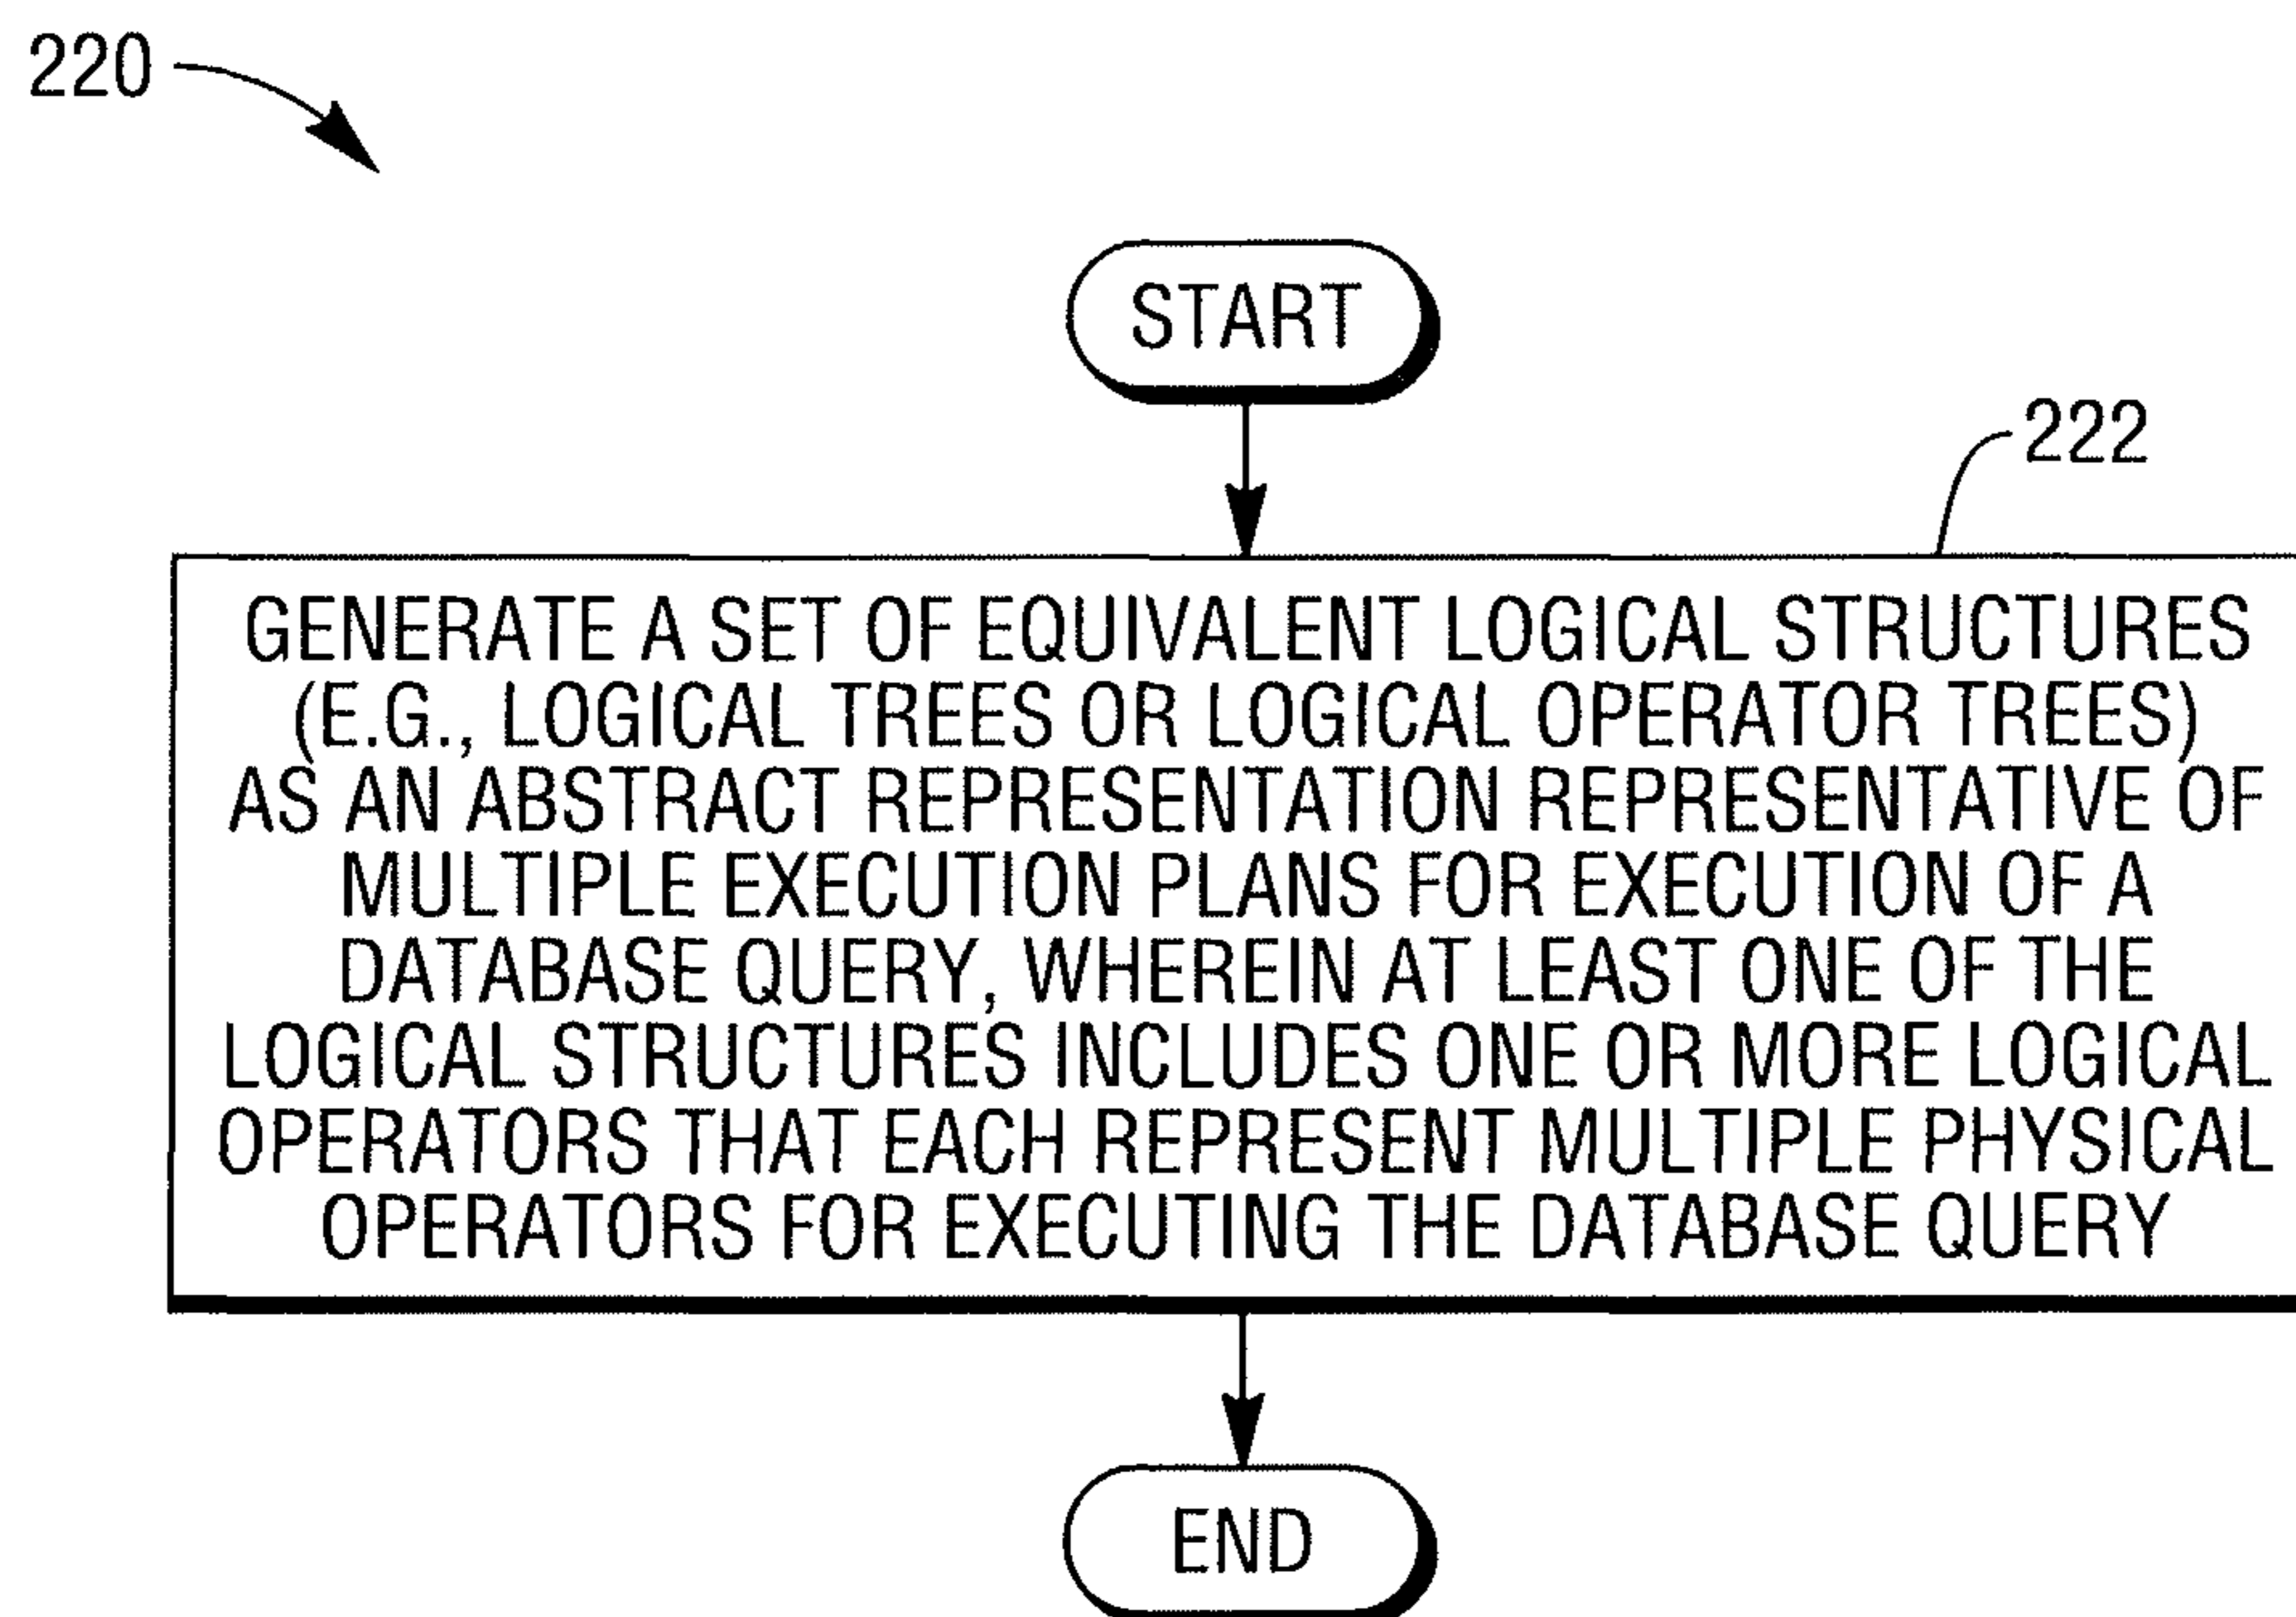 220
START
222
GENERATE A SET OF EQUIVALENT LOGICAL STRUCTURES
(E.G., LOGICAL TREES OR LOGICAL OPERATOR TREES)
AS AN ABSTRACT REPRESENTATION REPRESENTATIVE OF
MULTIPLE EXECUTION PLANS FOR EXECUTION OF A
DATABASE QUERY, WHEREIN AT LEAST ONE OF THE
LOGICAL STRUCTURES INCLUDES ONE OR MORE LOGICAL
OPERATORS THAT EACH REPRESENT MULTIPLE PHYSICAL
OPERATORS FOR EXECUTING THE DATABASE QUERY
END